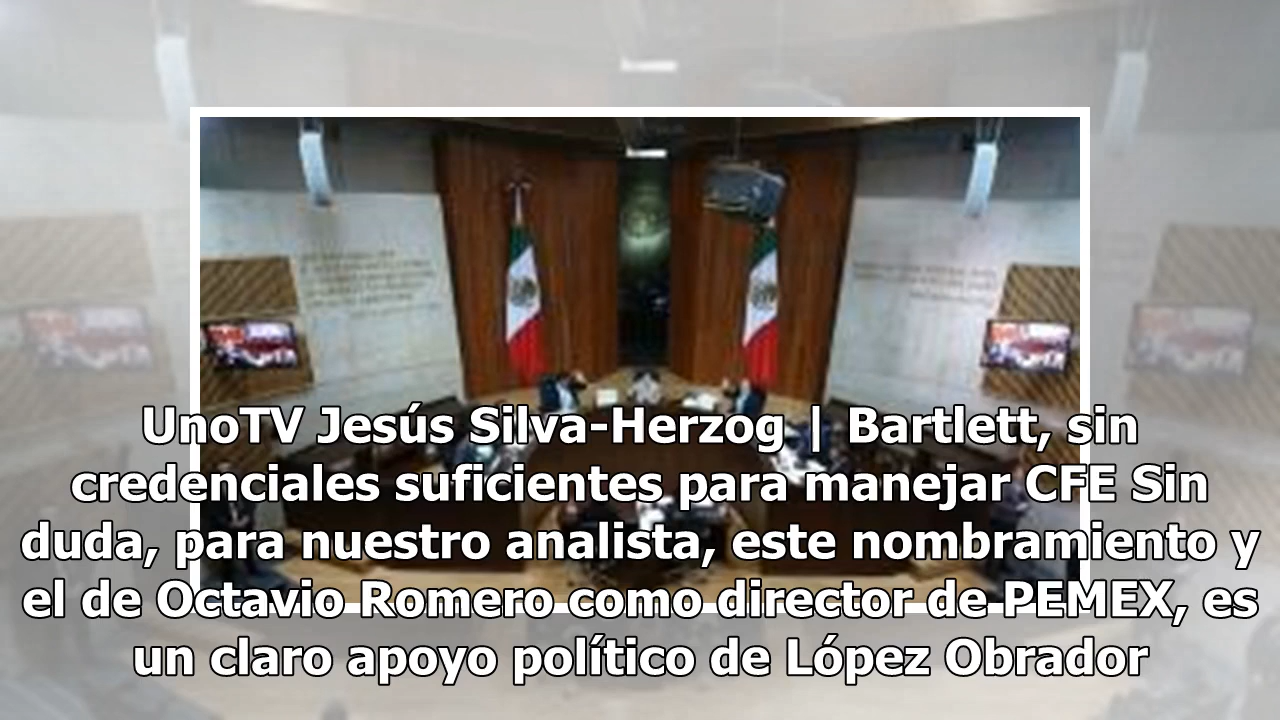 UnoTV Jesús Silva-Herzog | Bartlett, sin
credenciales suficientes para manejar CFE Sin
duda, para nuestro analista, este nombramiento y
el de Octavio Romero como director de PEMEX, es
un claro apoyo político de López Obrador